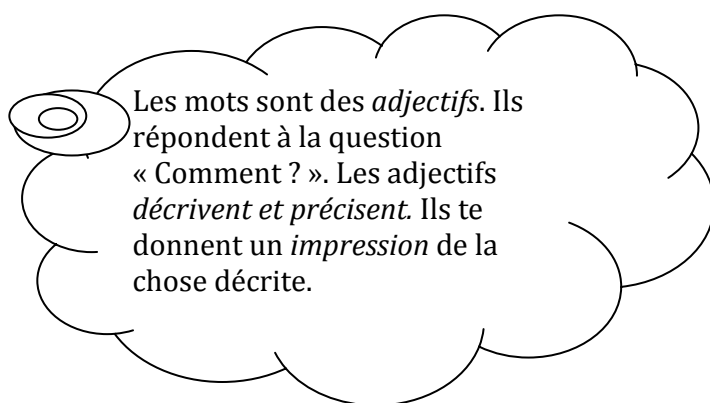 Les mots sont des adjectifs. Ils
répondent à la question
« Comment ? ». Les adjectifs
décrivent et précisent. Ils te
donnent un impression de la
chose décrite.